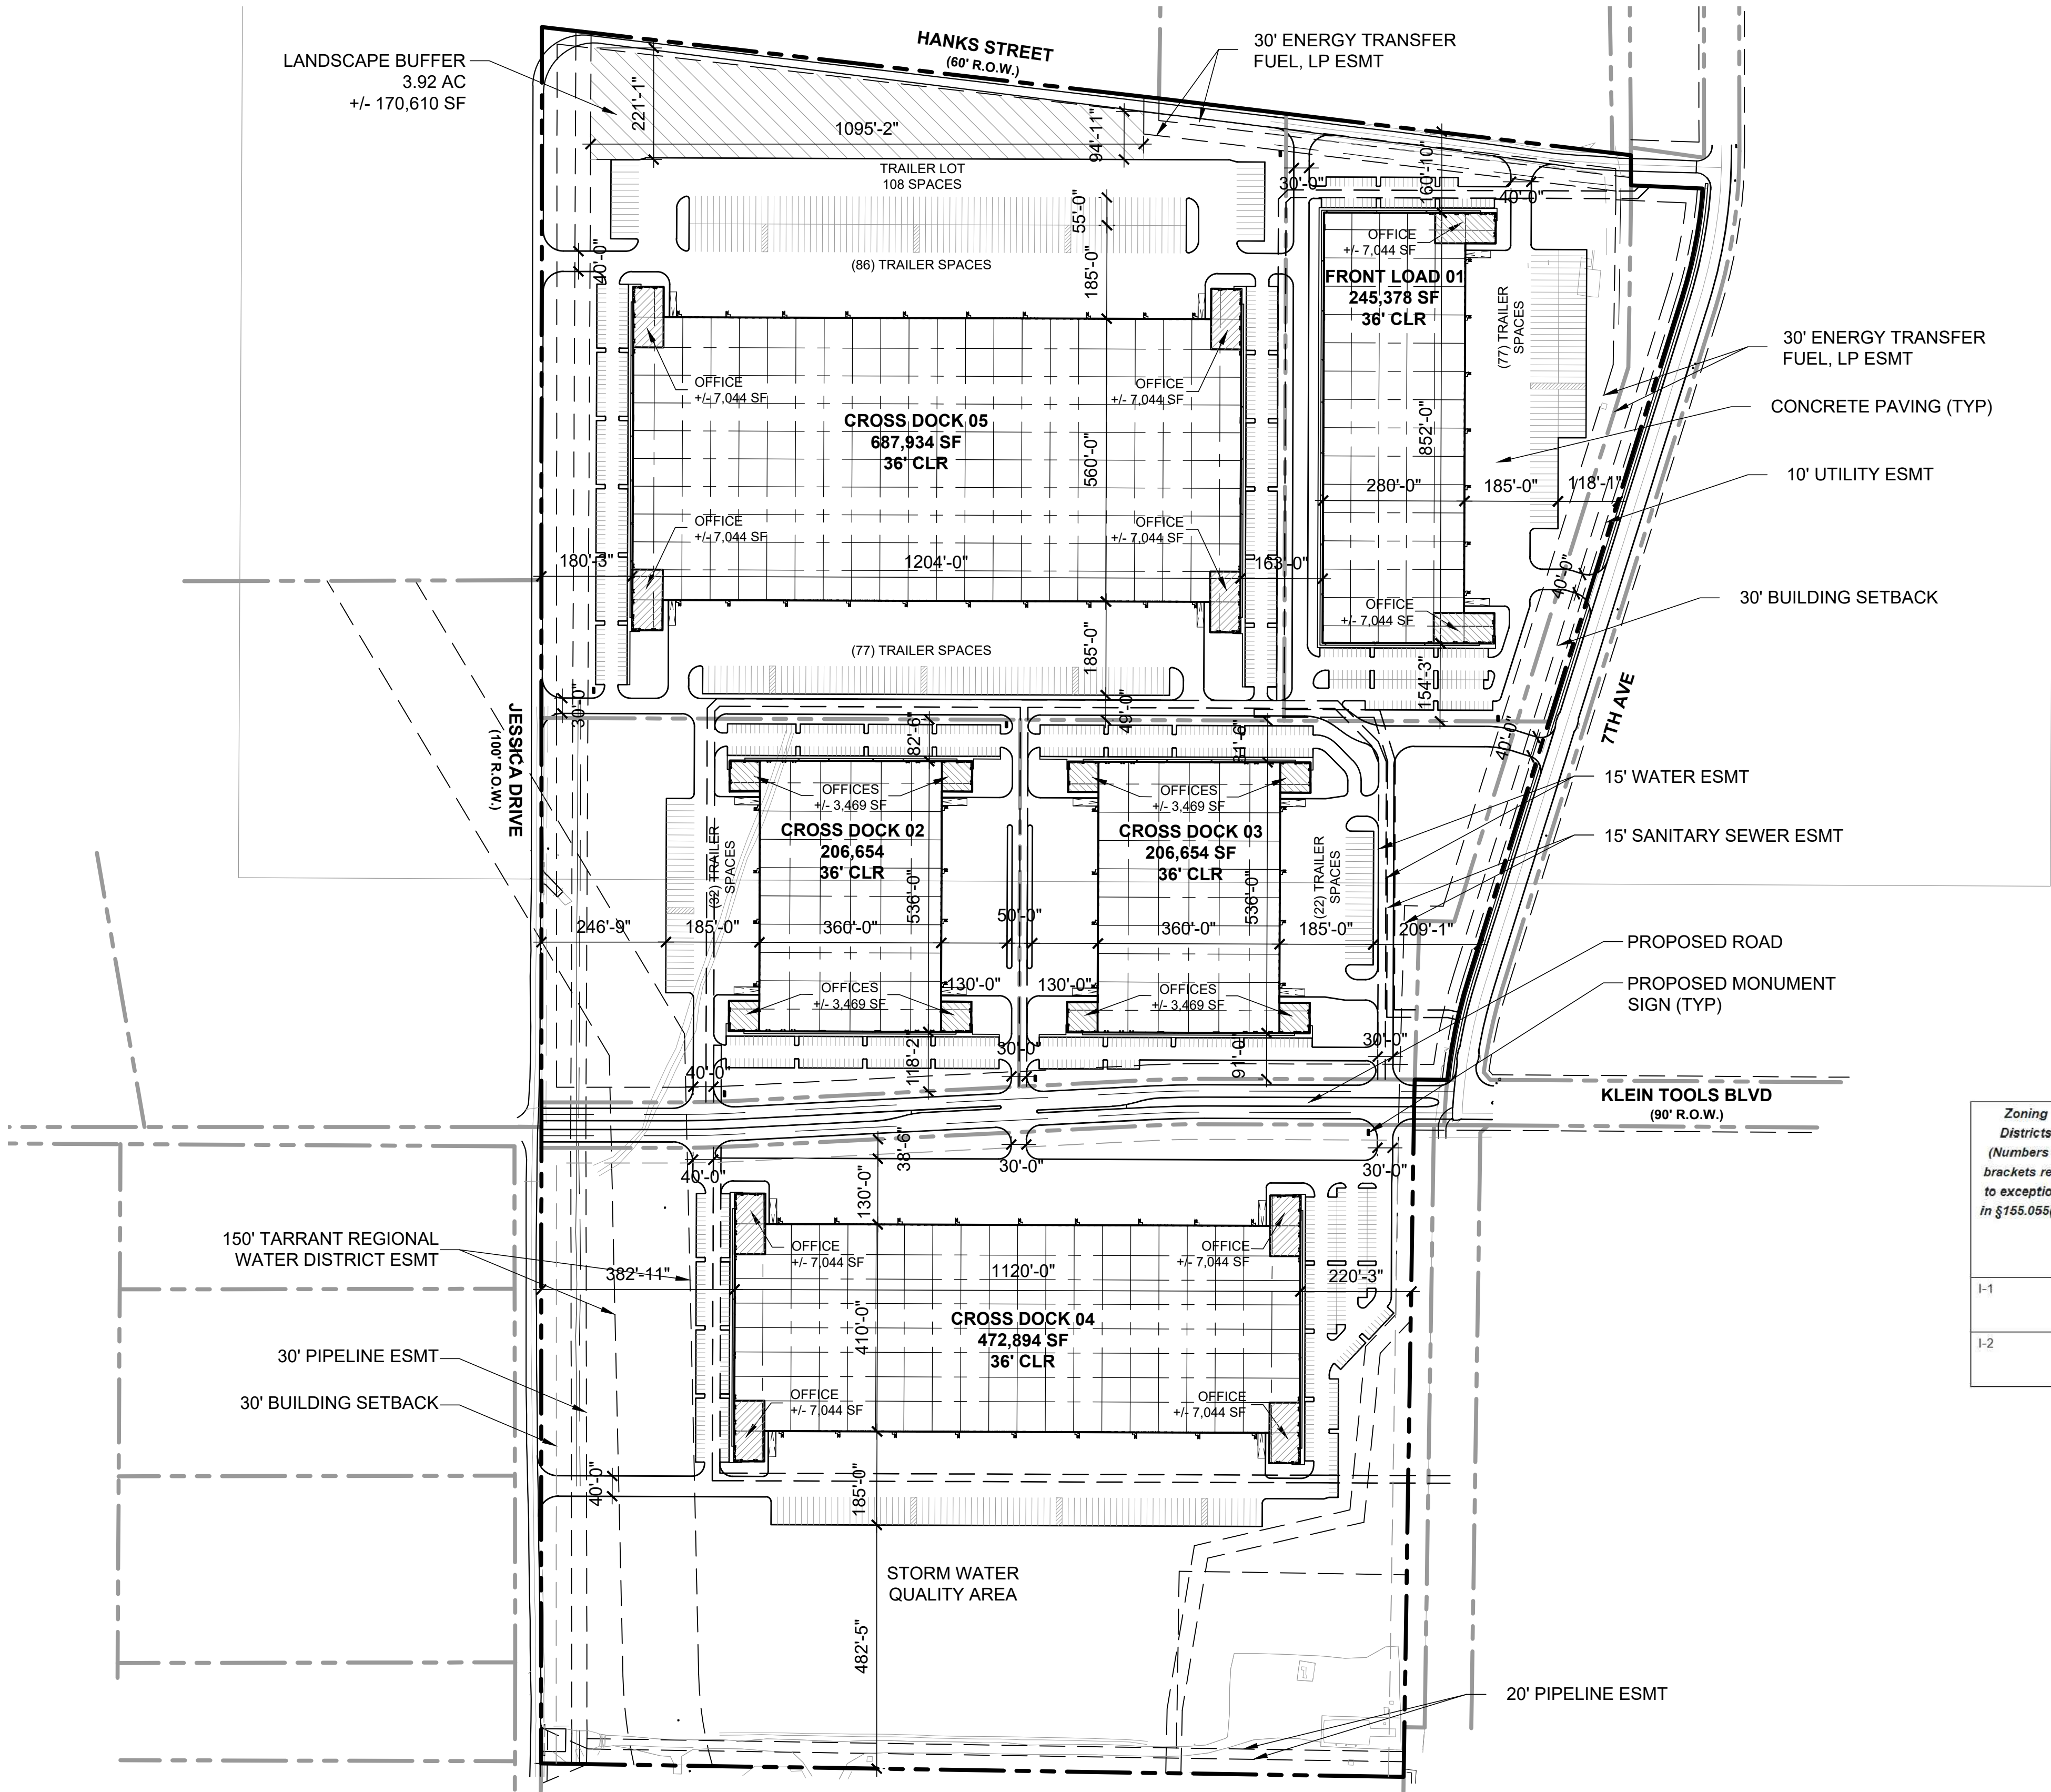 HANKS STREET
(60' R.O.W.)
30' ENERGY TRANSFER
FUEL, LP ESMT
LANDSCAPE BUFFER
3.92 AC
+/- 170,610 SF
221'-1"
1095'-2"
94'-11"
TRAILER LOT
108 SPACES
160'-10"
30'-0"
40'-0"
55'-0"
40'-0"
(86) TRAILER SPACES
185'-0"
OFFICE
+/- 7,044 SF
FRONT LOAD 01
245,378 SF
36' CLR
(77) TRAILER
SPACES
30' ENERGY TRANSFER
FUEL, LP ESMT
CONCRETE PAVING (TYP)
OFFICE
+/- 7,044 SF
OFFICE
+/- 7,044 SF
CROSS DOCK 05
687,934 SF
36' CLR
560'-0"
852'-0"
10' UTILITY ESMT
280'-0"
185'-0"
118'-1"
OFFICE
+/- 7,044 SF
OFFICE
+/- 7,044 SF
180'-3"
1204'-0"
163'-0"
40'-0"
30' BUILDING SETBACK
OFFICE
+/- 7,044 SF
(77) TRAILER SPACES
185'-0"
154'-3"
30'-0"
49'-0"
7TH AVE
JESSICA DRIVE
(100' R.O.W.)
82'-6"
40'-0"
15' WATER ESMT
OFFICES
+/- 3,469 SF
OFFICES
+/- 3,469 SF
CROSS DOCK 02
206,654
36' CLR
CROSS DOCK 03
206,654 SF
36' CLR
15' SANITARY SEWER ESMT
(32) TRAILER
SPACES
(22) TRAILER
SPACES
536'-0"
536'-0"
246'-9"
185'-0"
360'-0"
50'-0"
360'-0"
185'-0"
209'-1"
PROPOSED ROAD
PROPOSED MONUMENT
SIGN (TYP)
130'-0"
130'-0"
OFFICES
+/- 3,469 SF
OFFICES
+/- 3,469 SF
118'-2"
30'-0"
91'-0"
30'-0"
40'-0"
KLEIN TOOLS BLVD
(90' R.O.W.)
Zoning
Districts
(Numbers
brackets re
to exceptio
in §155.055(
I-1
I-2
38'-6"
40'-0"
30'-0"
30'-0"
130'-0"
150' TARRANT REGIONAL
WATER DISTRICT ESMT
OFFICE
+/- 7,044 SF
OFFICE
+/- 7,044 SF
382'-11"
1120'-0"
220'-3"
CROSS DOCK 04
472,894 SF
36' CLR
410'-0"
30' PIPELINE ESMT
30' BUILDING SETBACK
OFFICE
+/- 7,044 SF
OFFICE
+/- 7,044 SF
40'-0"
185'-0"
STORM WATER
QUALITY AREA
482'-5"
20' PIPELINE ESMT